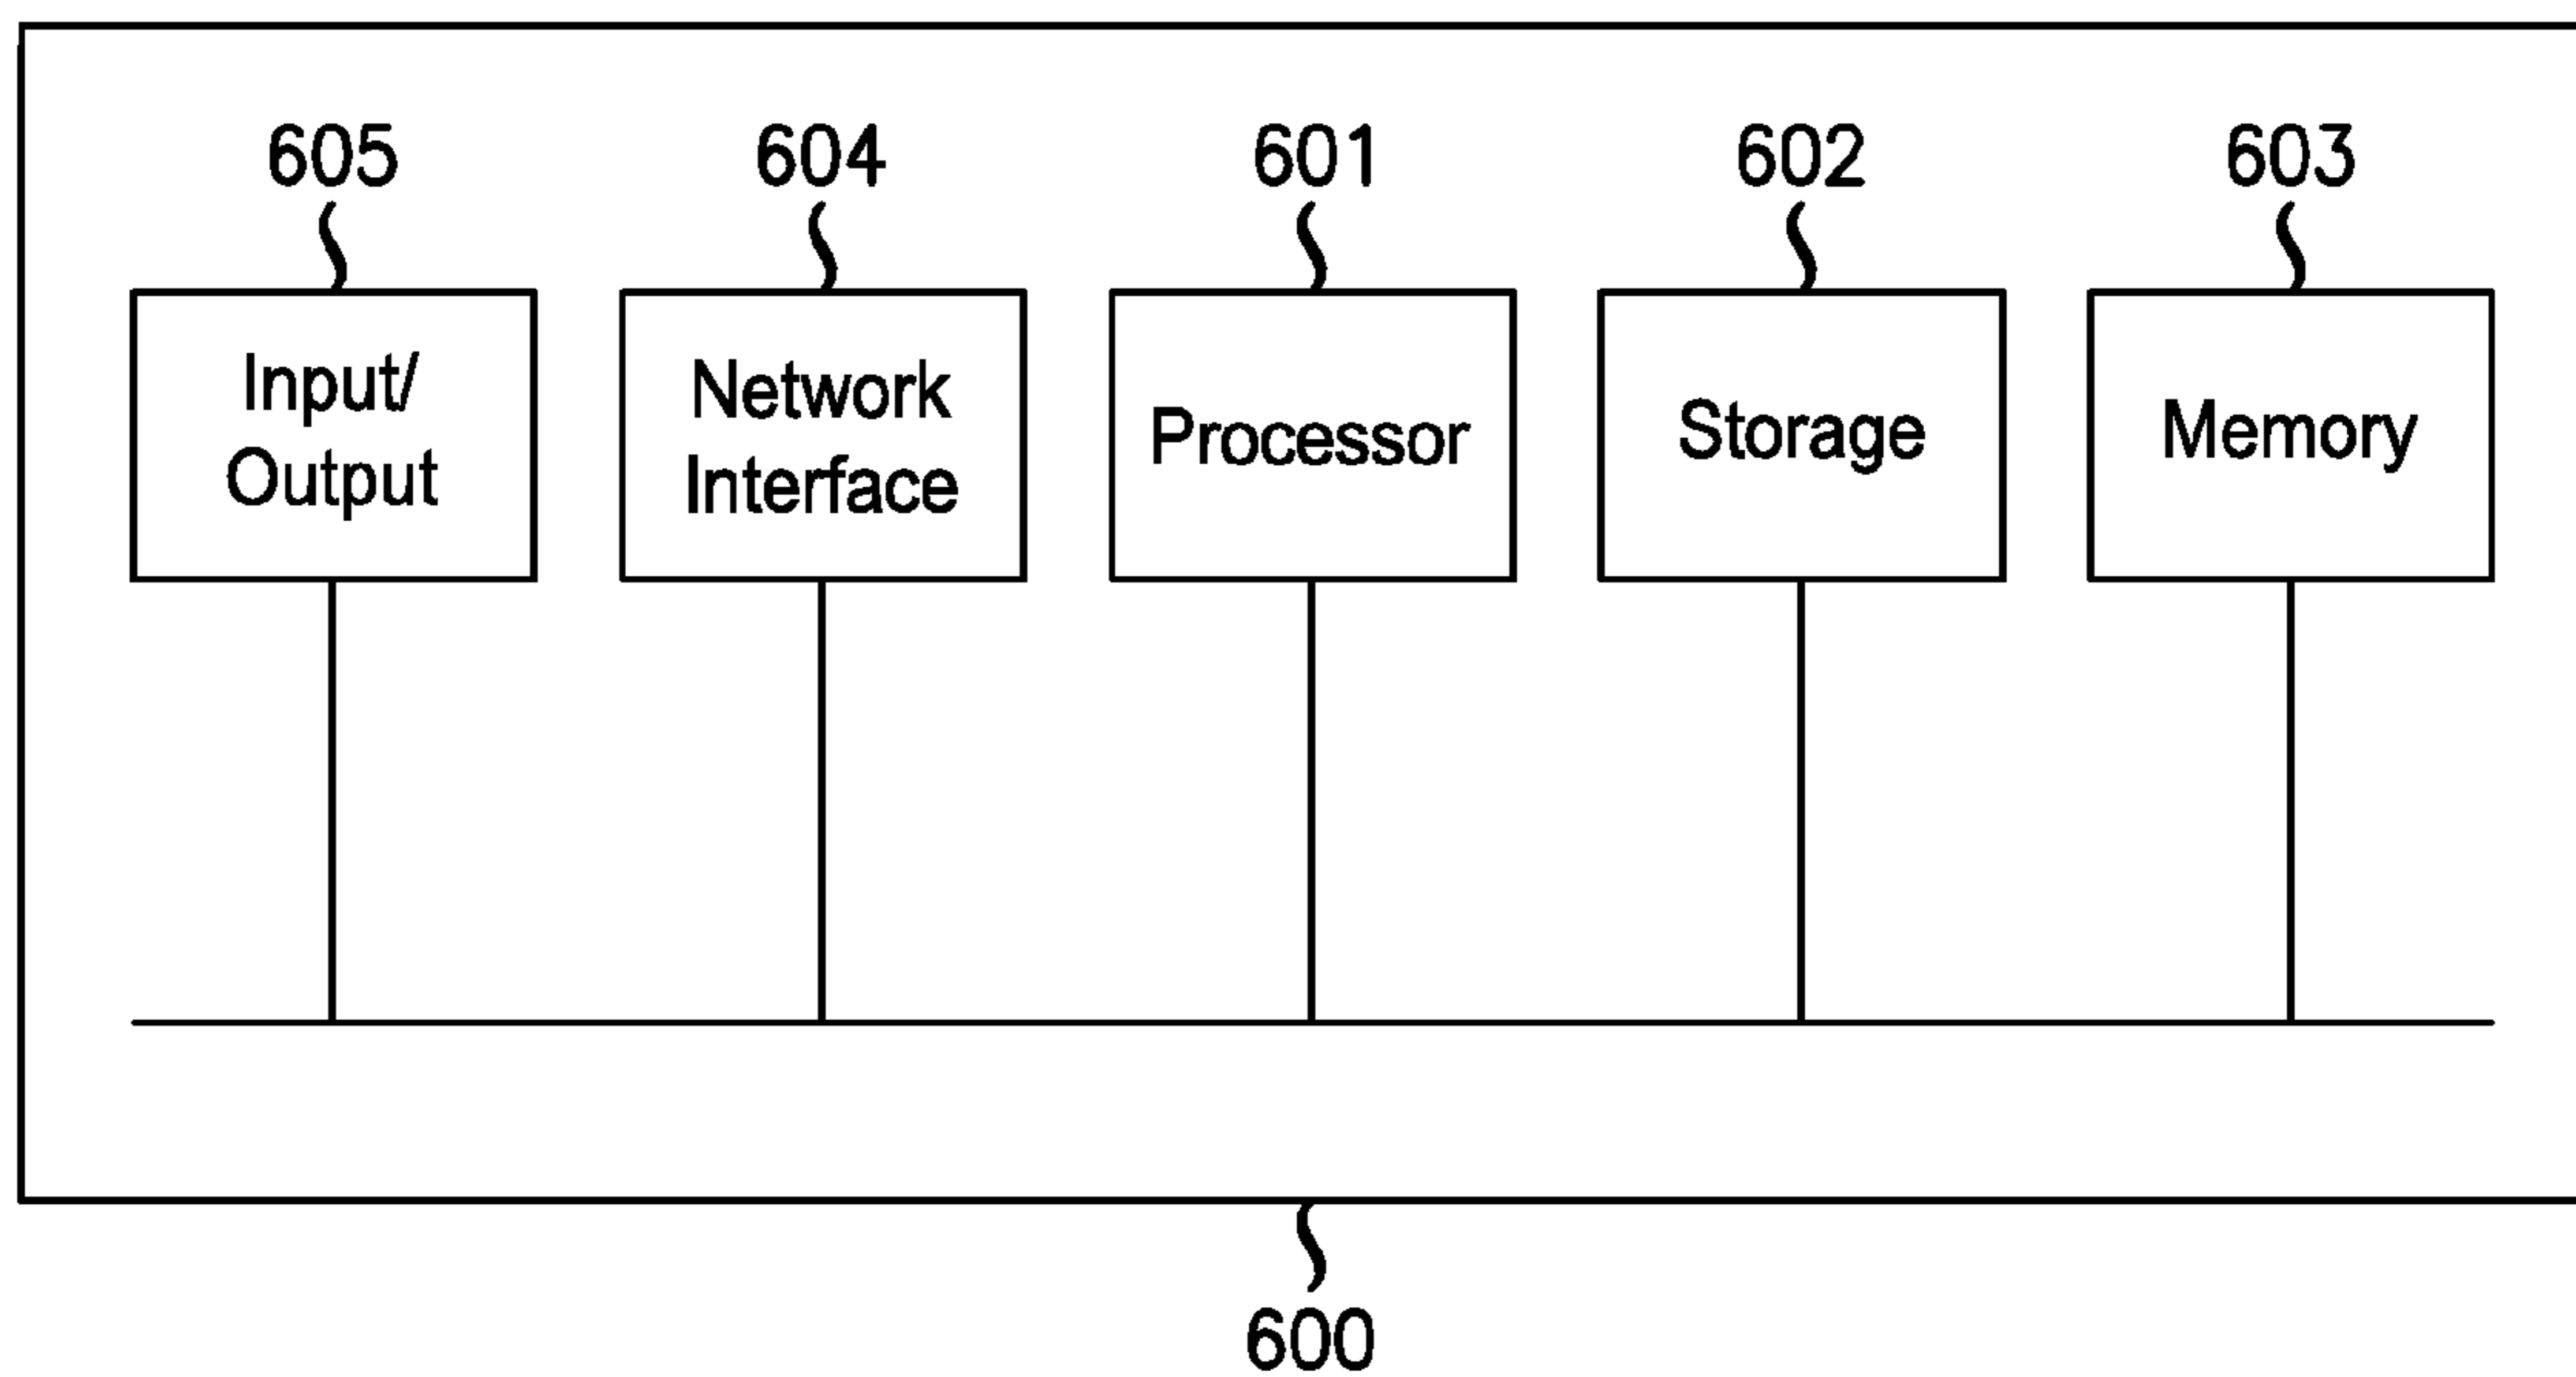 605
604
601
602
603
Input/
Output
Network
Interface
Processor
Storage
Memory
600